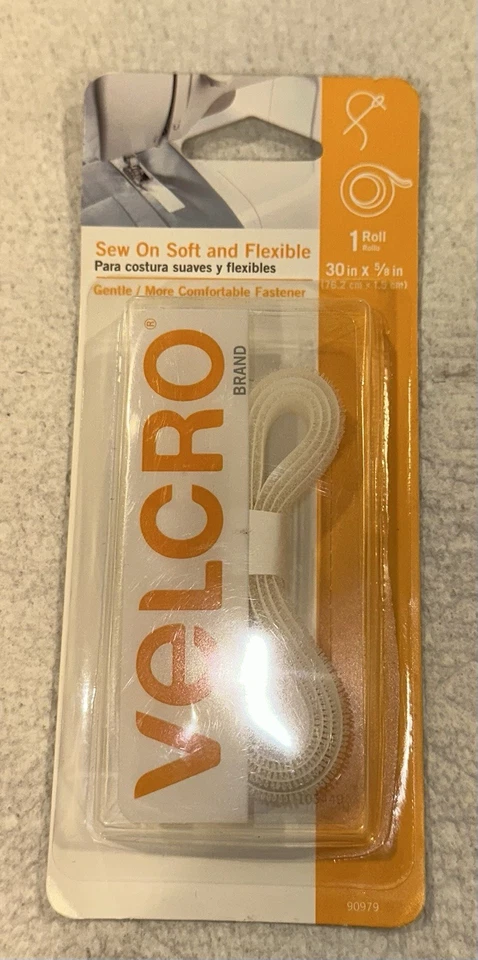 1 Roll
Rollo
30 in x 5/8 in
(76.2 cm x 1.5 cm)
Sew On Soft and Flexible
Para costura suaves y flexibles
Gentle / More Comfortable Fastener
VELCRO®
BRAND
90979